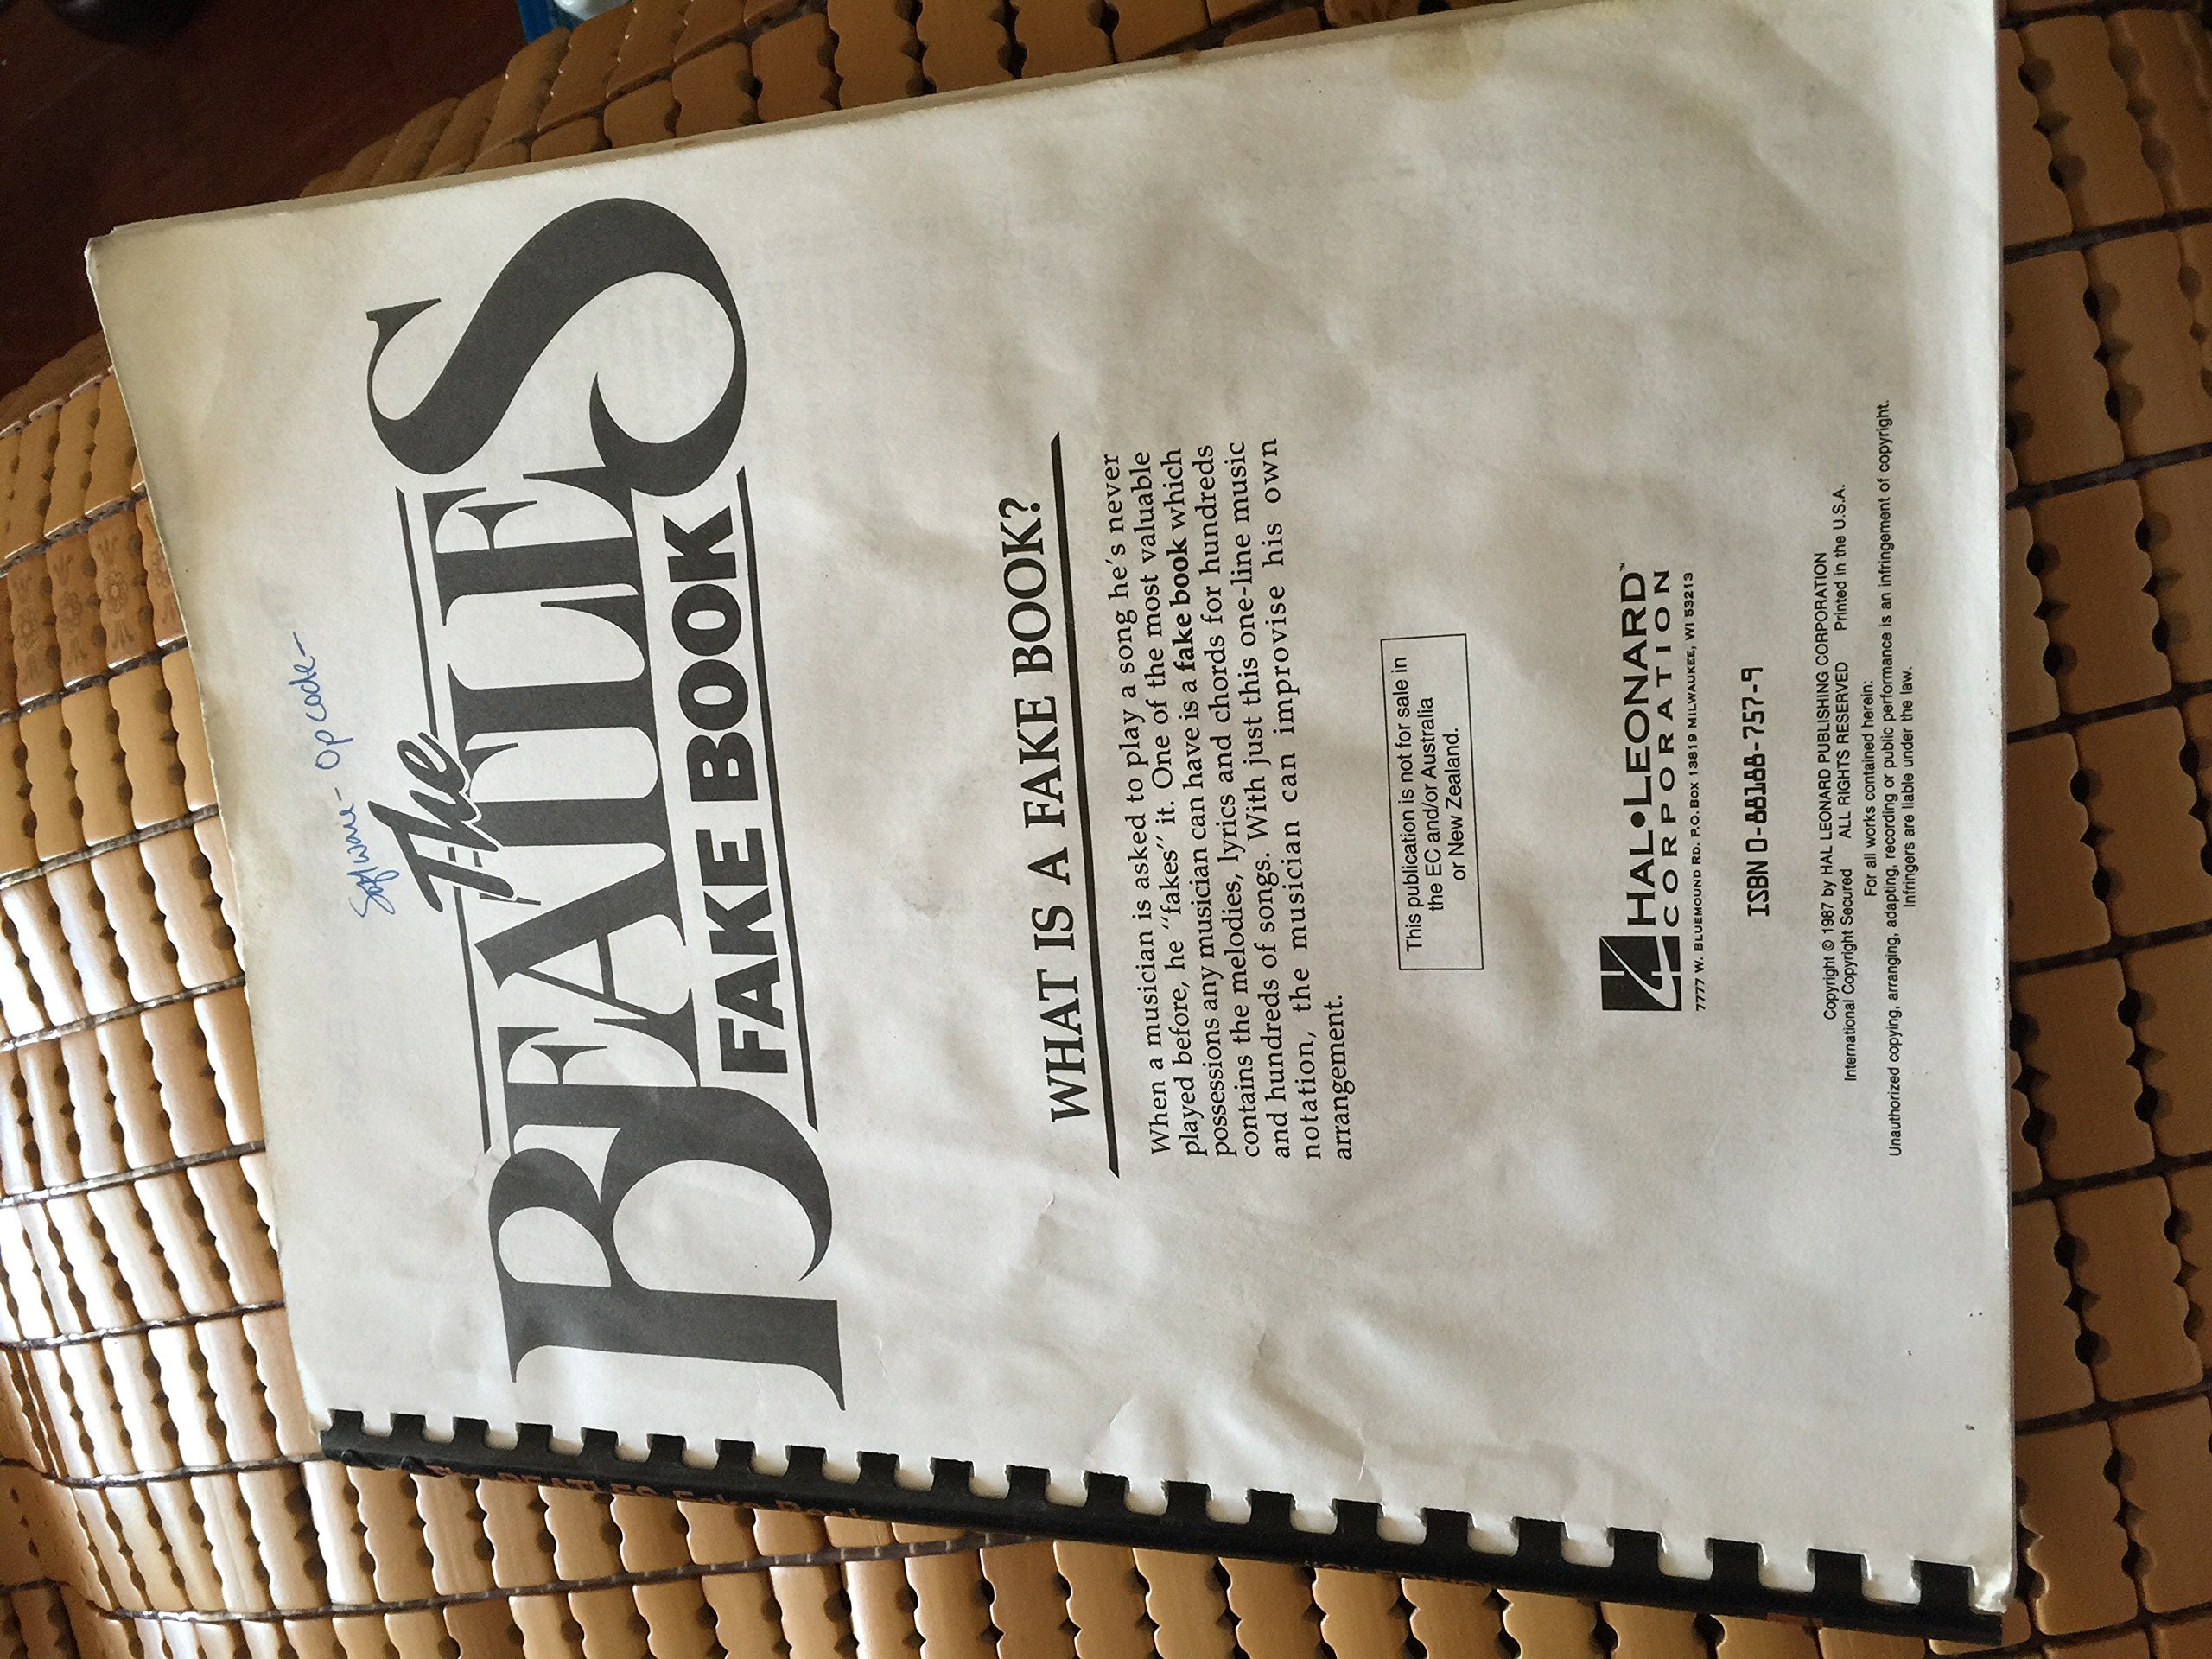 Software - Opcode -
The
BEATLES
FAKE BOOK
WHAT IS A FAKE BOOK?
When a musician is asked to play a song he's never
played before, he "fakes" it. One of the most valuable
possessions any musician can have is a fake book which
contains the melodies, lyrics and chords for hundreds
and hundreds of songs. With just this one-line music
notation, the musician can improvise his own
arrangement.
This publication is not for sale in
the EC and/or Australia
or New Zealand.
HAL•LEONARD™
CORPORATION
7777 W. BLUEMOUND RD. P.O. BOX 13819 MILWAUKEE, WI 53213
ISBN 0-88188-757-9
Copyright © 1987 by HAL LEONARD PUBLISHING CORPORATION
International Copyright Secured ALL RIGHTS RESERVED Printed in the U.S.A.
For all works contained herein:
Unauthorized copying, arranging, adapting, recording or public performance is an infringement of copyright.
Infringers are liable under the law.
The BEATLES Fake Book